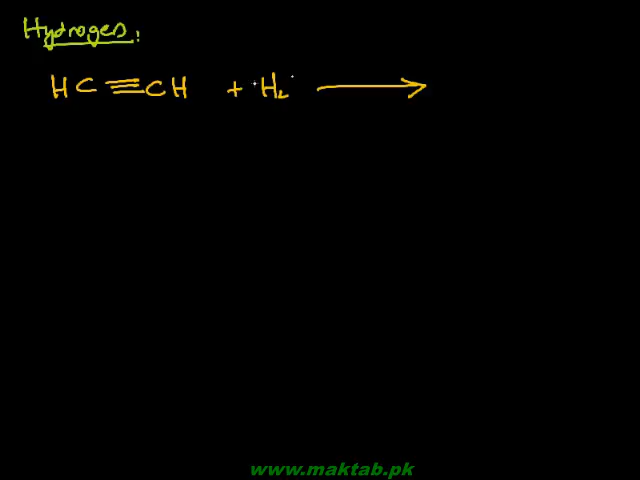 Hydrogen:
HC≡CH + H₂ ⟶
www.maktab.pk